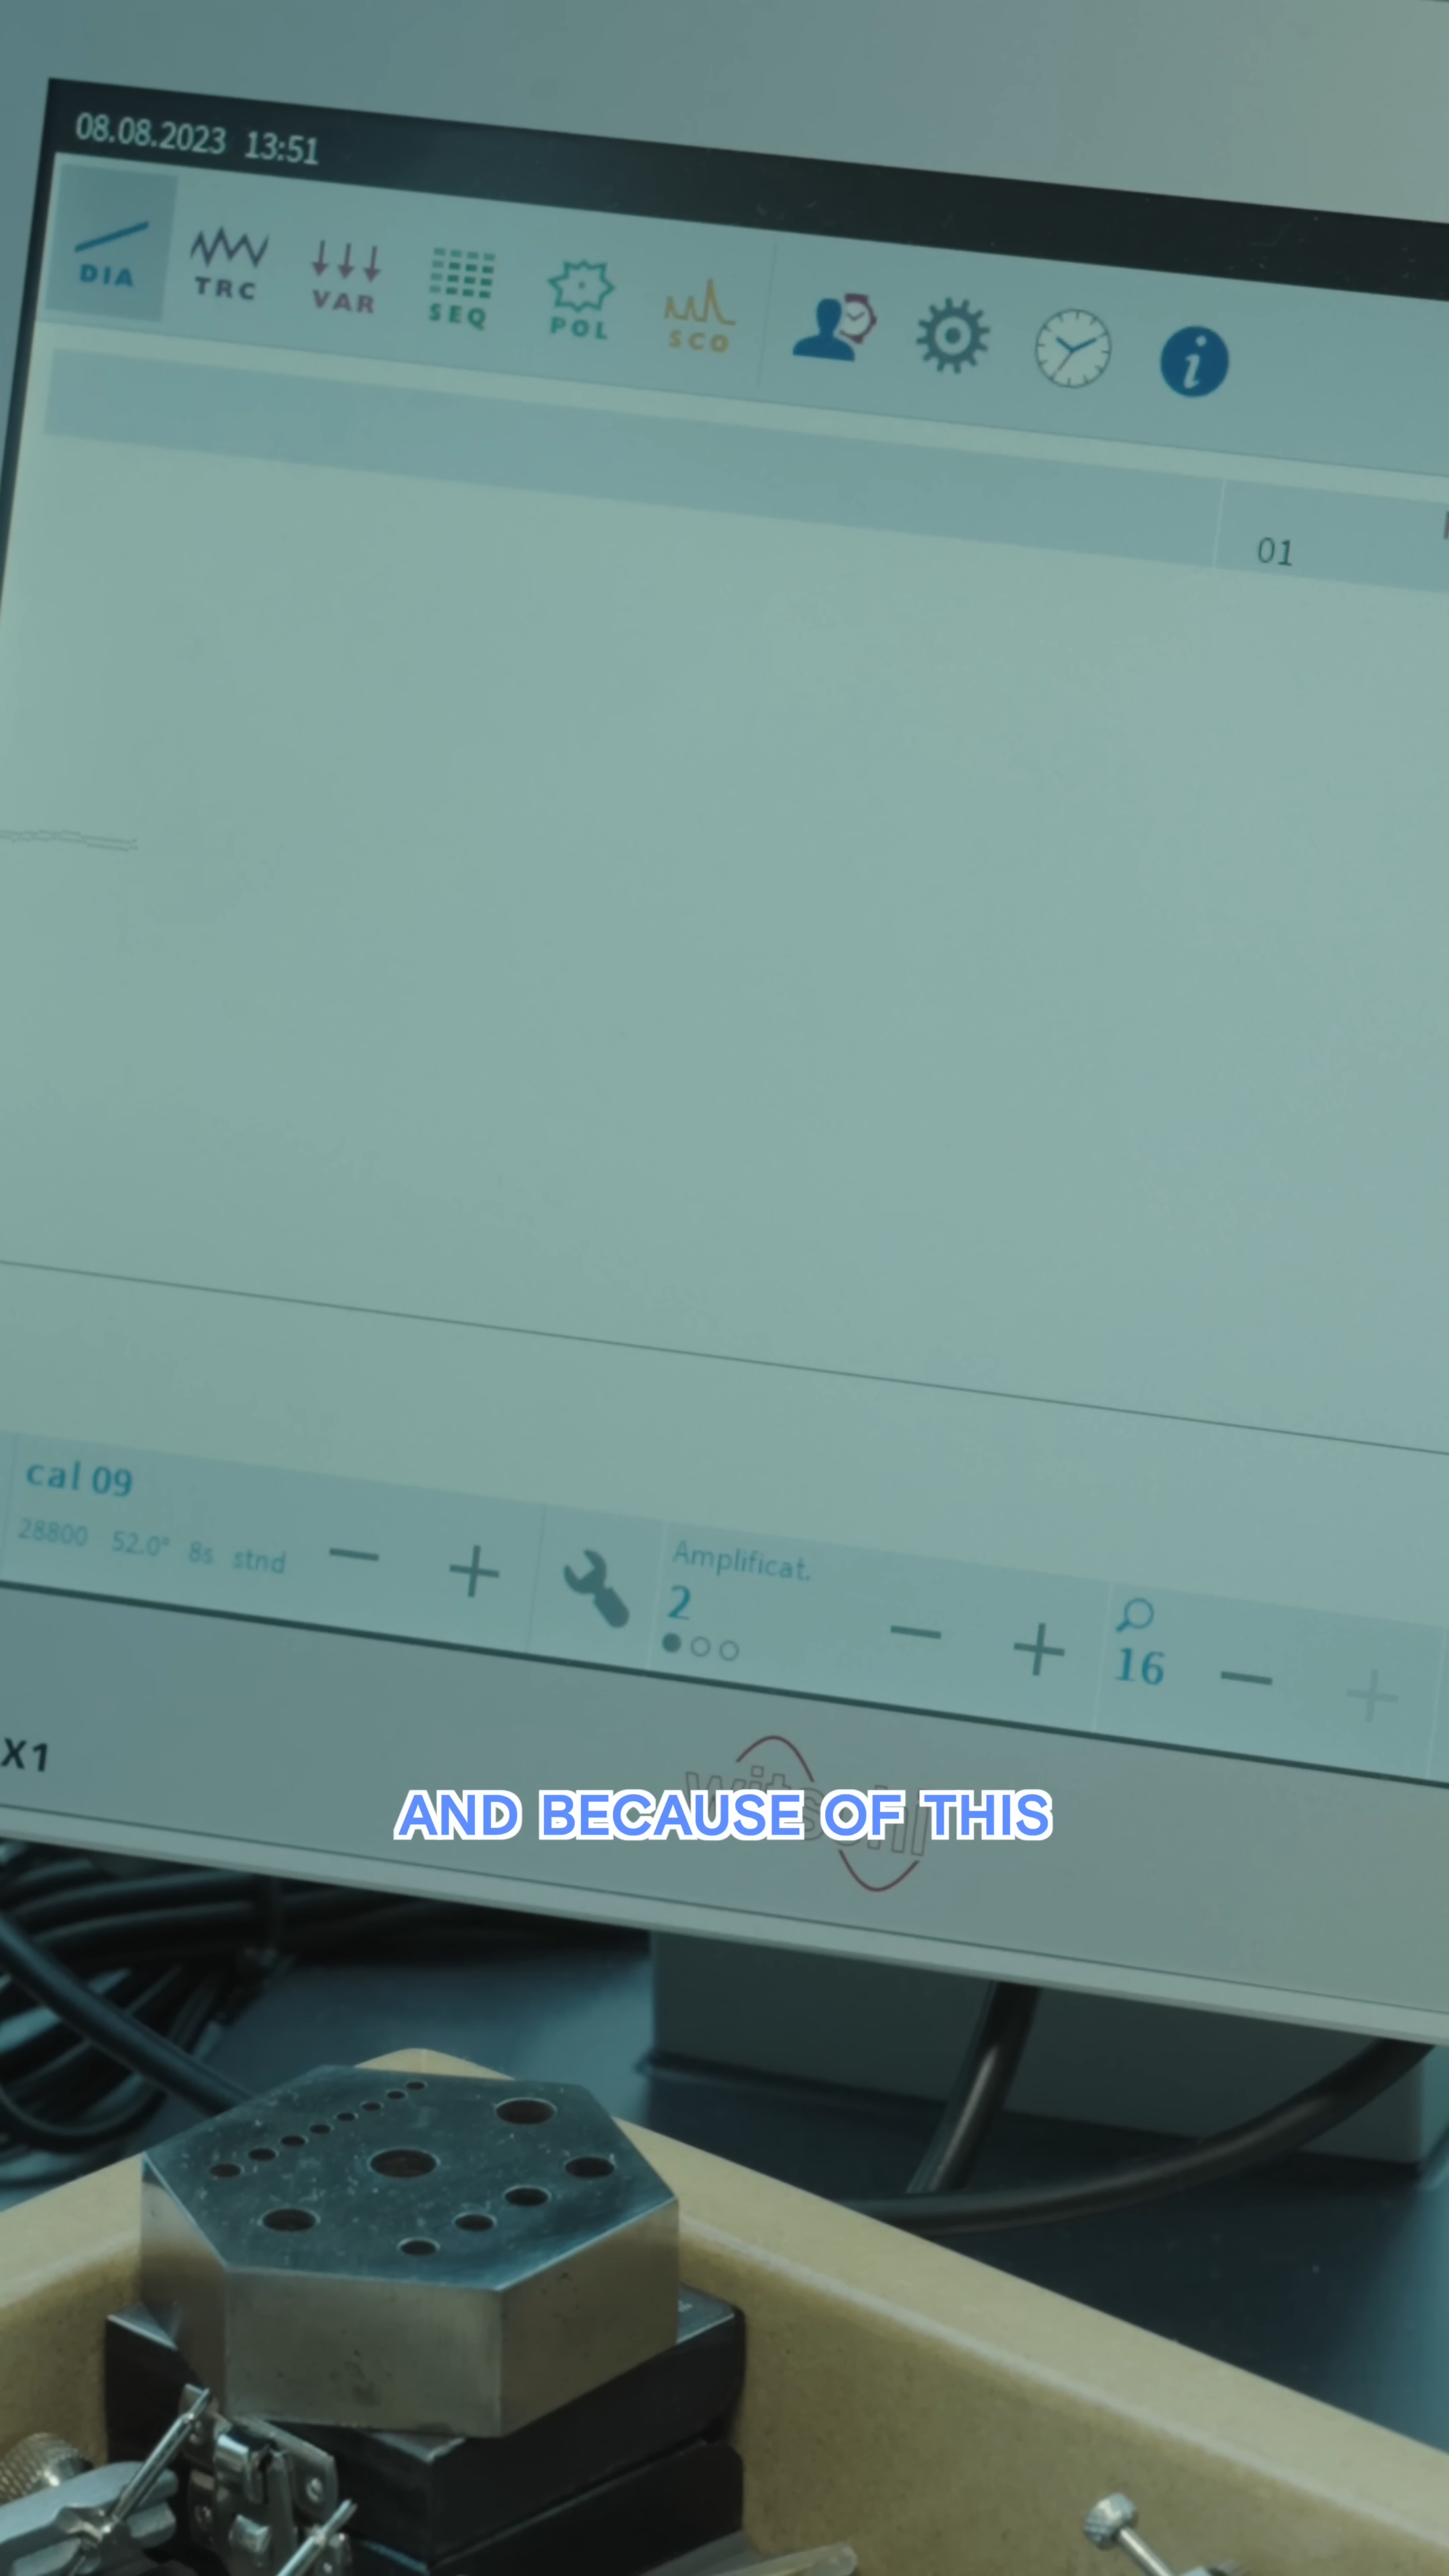 08.08.2023 13:51
DIA TRC VAR SEQ POL SCO i
01
cal 09
28800 52.0° 8s stnd
Amplificat.
2
16
X1
witschi
AND BECAUSE OF THIS